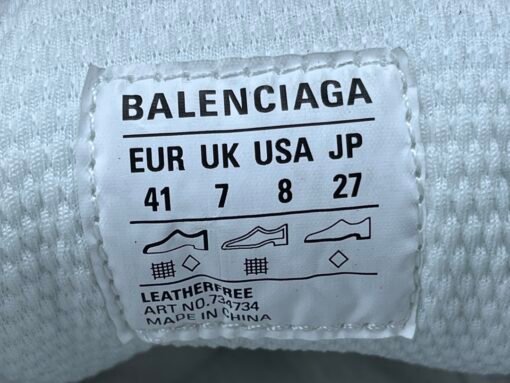 BALENCIAGA
EUR UK USA JP
41 7 8 27
LEATHERFREE
ART NO.734734
MADE IN CHINA